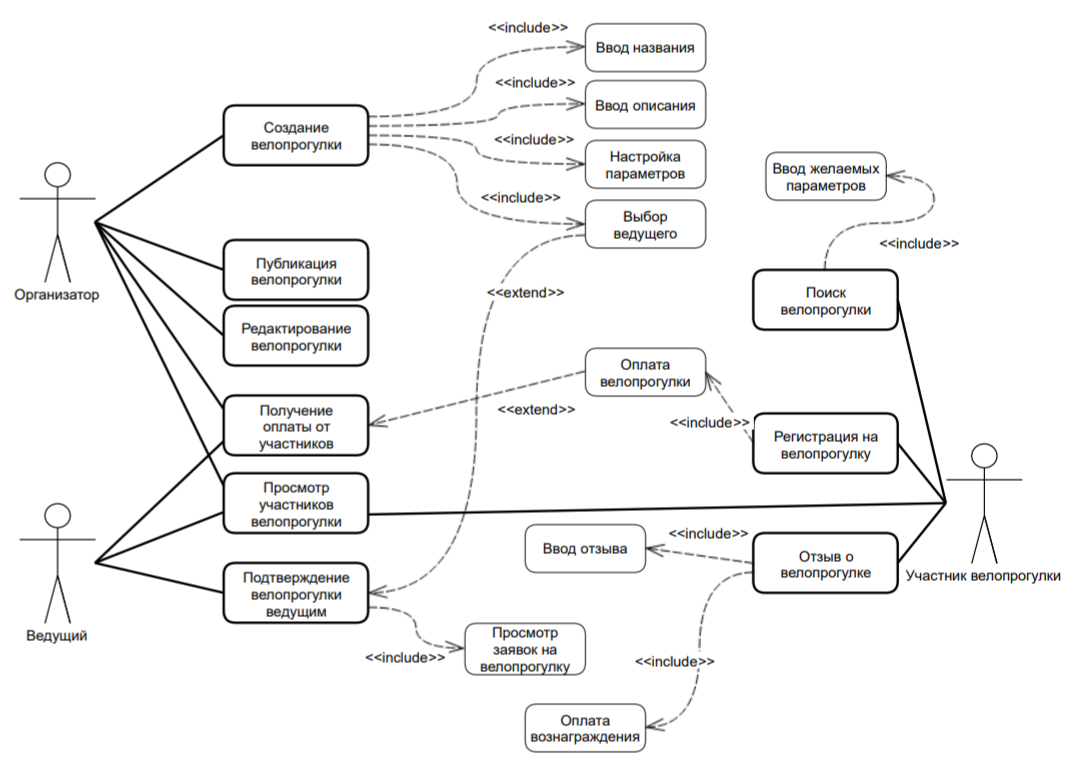 <<include>>
Ввод названия
<<include>>
Ввод описания
Создание
велопрогулки
<<include>>
Настройка
параметров
Ввод желаемых
параметров
<<include>>
Выбор
ведущего
<<include>>
Организатор
Публикация
велопрогулки
<<extend>>
Поиск
велопрогулки
Редактирование
велопрогулки
Оплата
велопрогулки
Получение
оплаты от
участников
<<extend>>
<<include>>
Регистрация на
велопрогулку
Просмотр
участников
велопрогулки
<<include>>
Ввод отзыва
Отзыв о
велопрогулке
Участник велопрогулки
Подтверждение
велопрогулки
ведущим
Ведущий
<<include>>
Просмотр
заявок на
велопрогулку
<<include>>
Оплата
вознаграждения